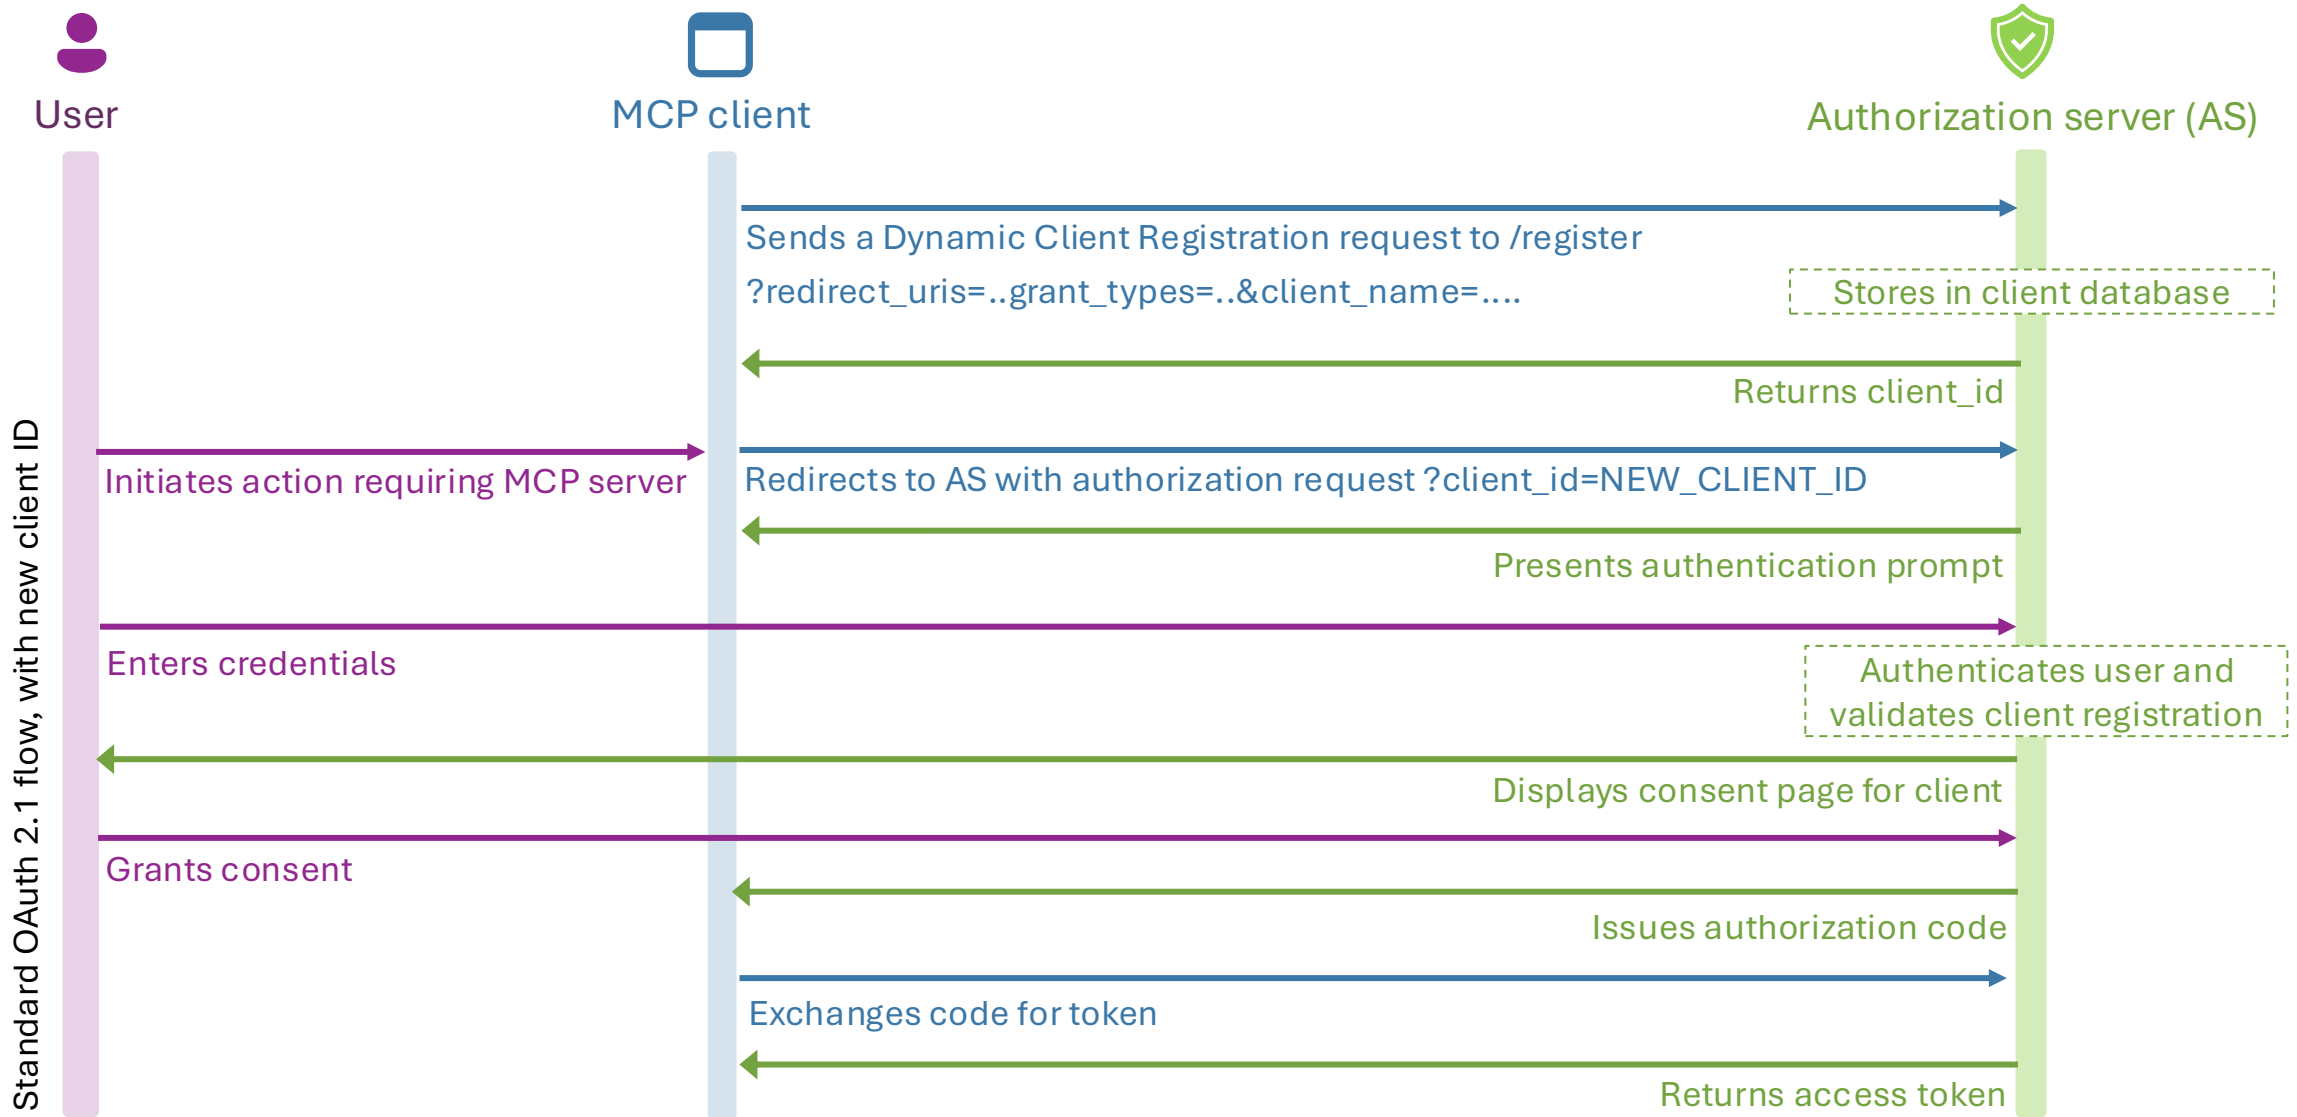 User
MCP client
Authorization server (AS)
Sends a Dynamic Client Registration request to /register
?redirect_uris=..grant_types=..&client_name=....
Stores in client database
Returns client_id
Standard OAuth 2.1 flow, with new client ID
Initiates action requiring MCP server
Redirects to AS with authorization request ?client_id=NEW_CLIENT_ID
Presents authentication prompt
Enters credentials
Authenticates user and
validates client registration
Displays consent page for client
Grants consent
Issues authorization code
Exchanges code for token
Returns access token